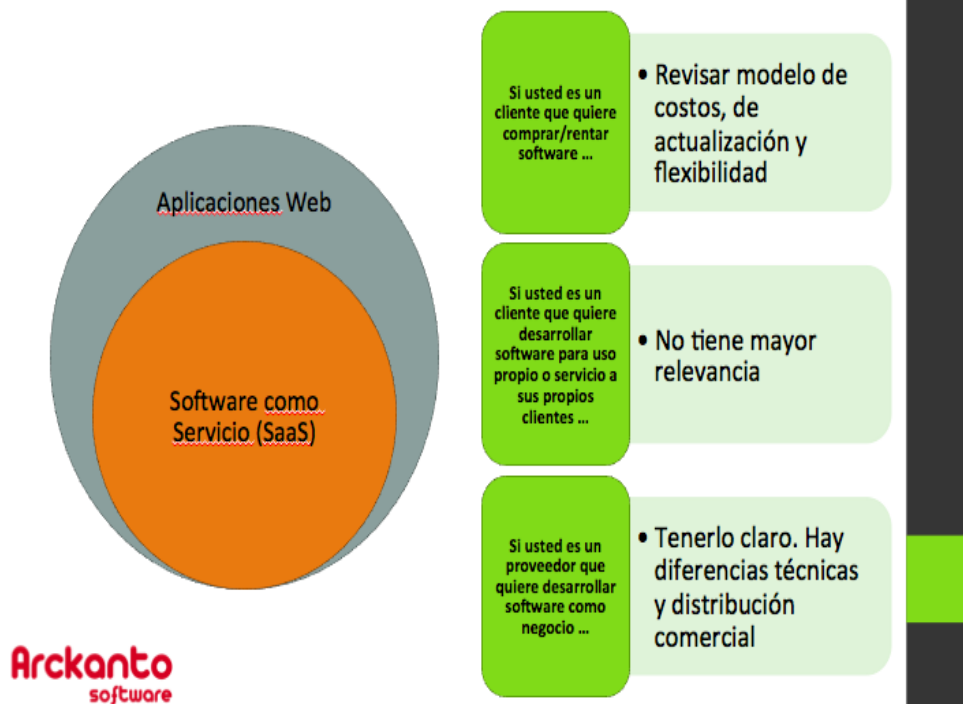 Aplicaciones Web
Software como
Servicio (SaaS)
Si usted es un
cliente que quiere
comprar/rentar
software ...
• Revisar modelo de
costos, de
actualización y
flexibilidad
Si usted es un
cliente que quiere
desarrollar
software para uso
propio o servicio a
sus propios
clientes ...
• No tiene mayor
relevancia
Si usted es un
proveedor que
quiere desarrollar
software como
negocio ...
• Tenerlo claro. Hay
diferencias técnicas
y distribución
comercial
Arckanto
software